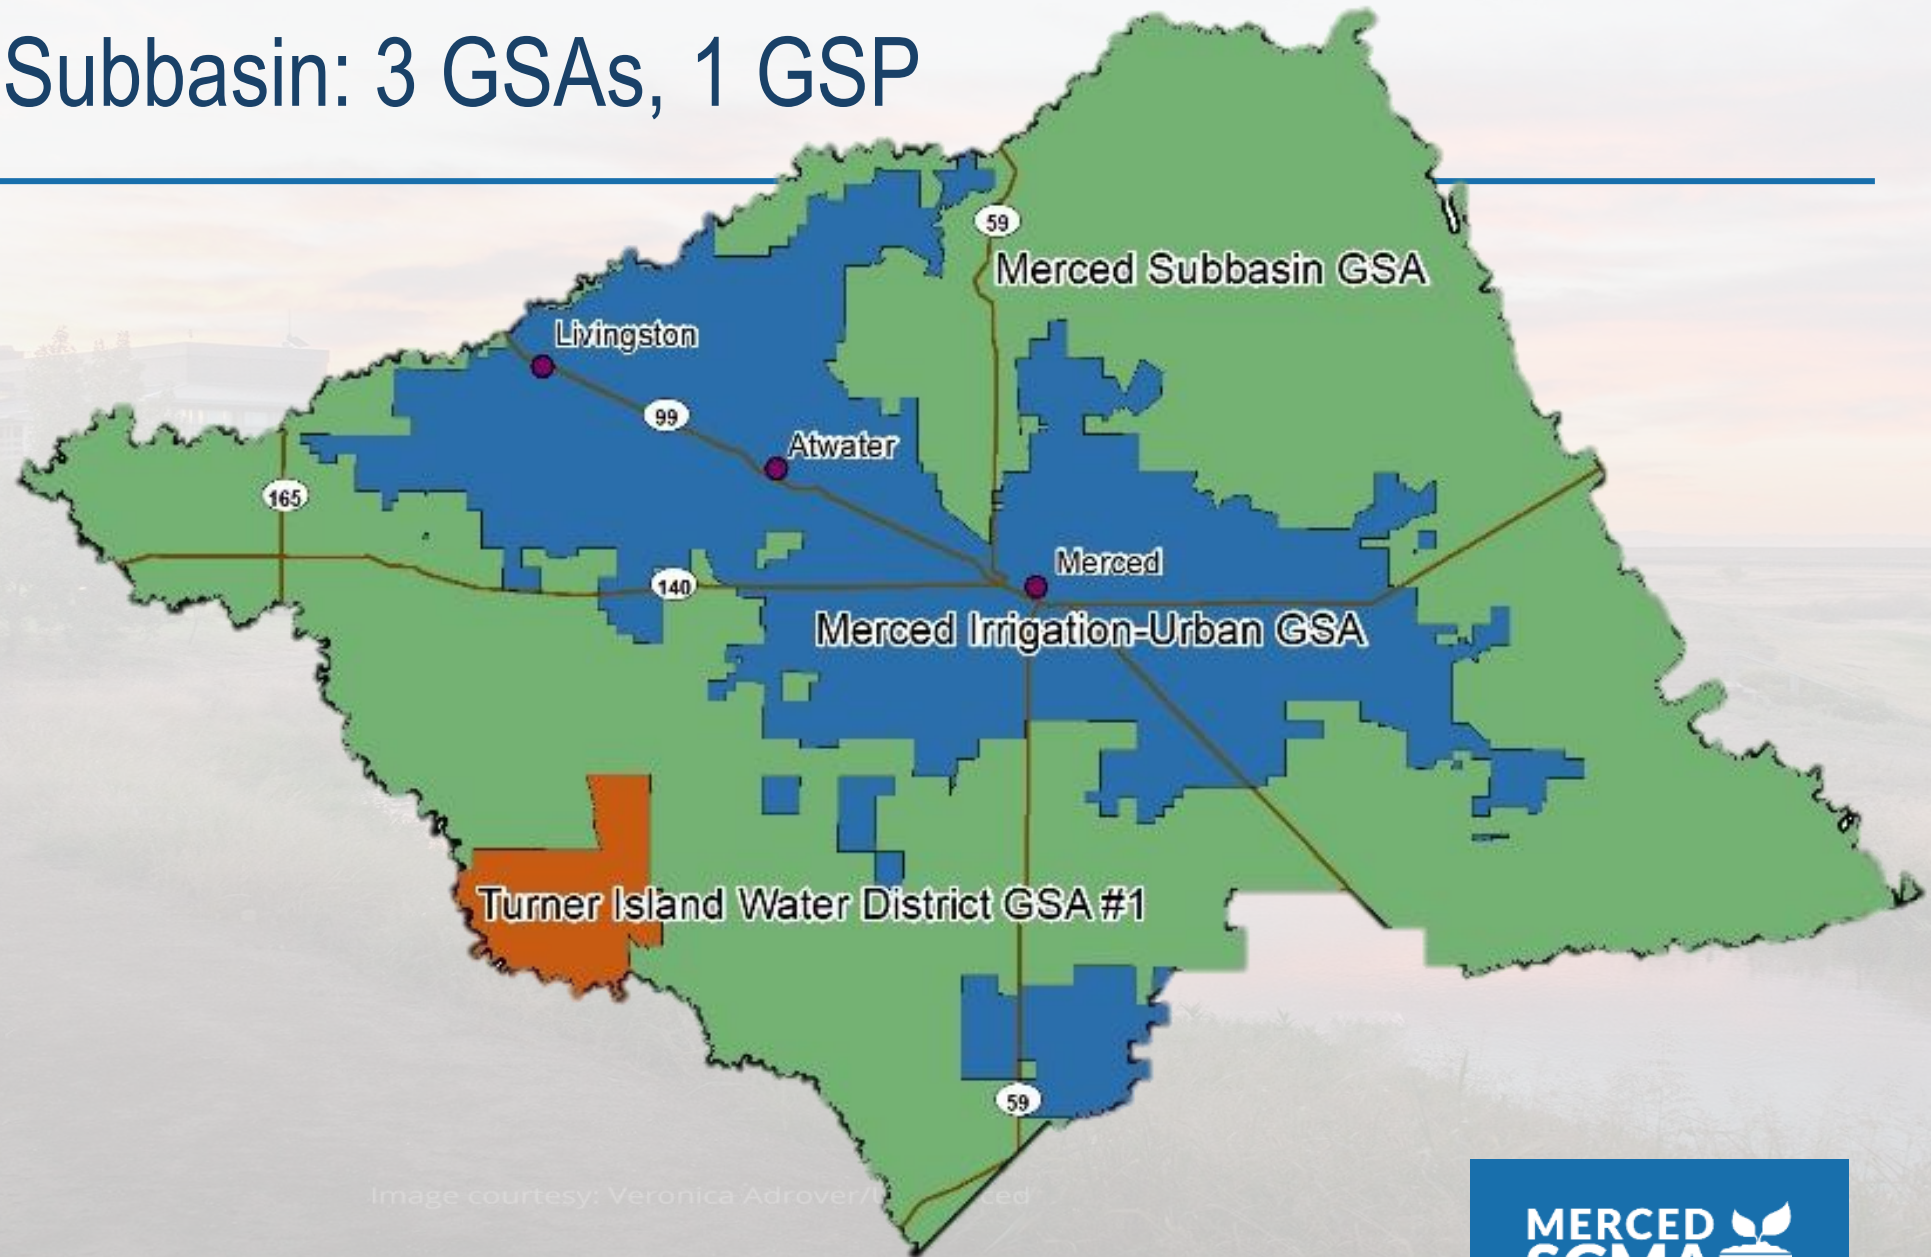 Subbasin: 3 GSAs, 1 GSP
59
Merced Subbasin GSA
Livingston
99
Atwater
165
Merced
140
Merced Irrigation-Urban GSA
Turner Island Water District GSA #1
59
Image courtesy: Veronica Adrover/
MERCED
SGMA